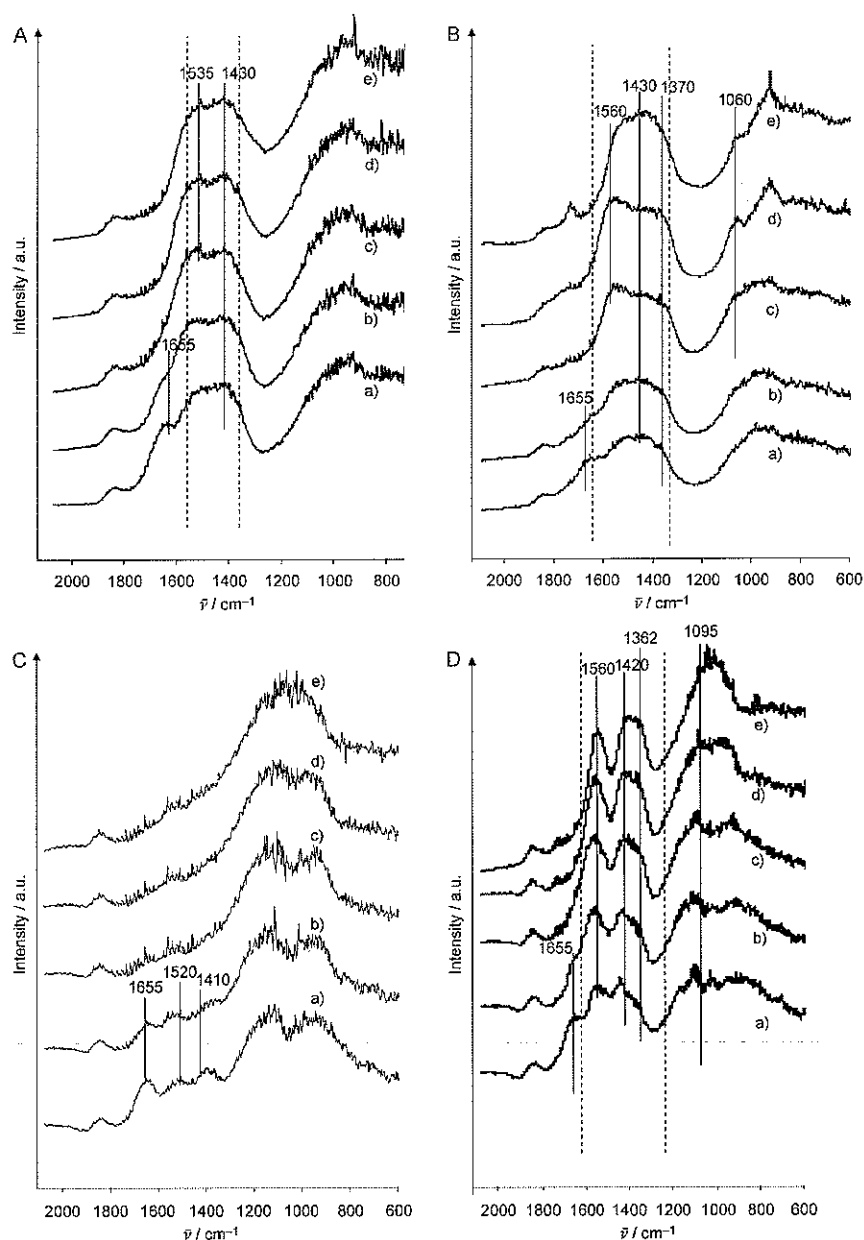 A
1535
1430
e)
d)
c)
b)
1655
a)
Intensity / a.u.
2000 1800 1600 1400 1200 1000 800
ν̃ / cm⁻¹
B
1430
1560
1370
1060
e)
d)
c)
1655
b)
a)
Intensity / a.u.
2000 1800 1600 1400 1200 1000 800 600
ν̃ / cm⁻¹
C
e)
d)
c)
b)
1655
1520
1410
a)
Intensity / a.u.
2000 1800 1600 1400 1200 1000 800 600
ν̃ / cm⁻¹
D
1362
1095
1560
1420
e)
d)
c)
1655
b)
a)
Intensity / a.u.
2000 1800 1600 1400 1200 1000 800 600
ν̃ / cm⁻¹